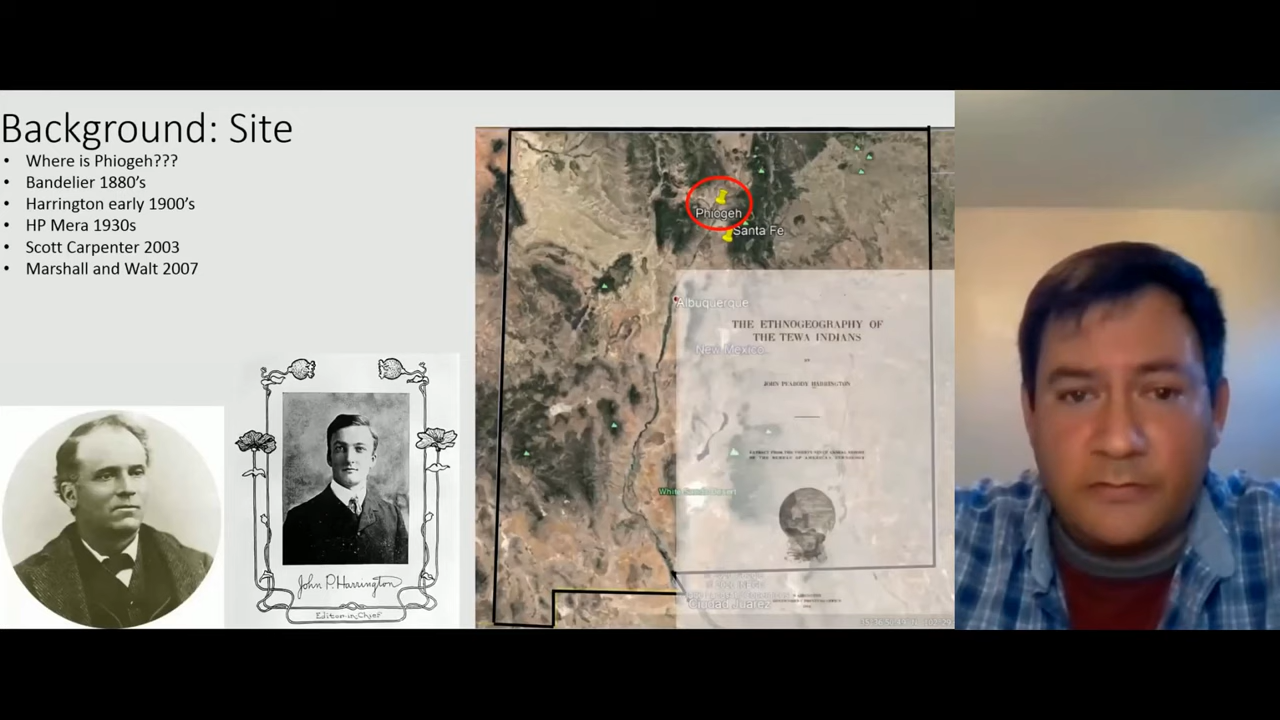 Background: Site
• Where is Phiogeh???
• Bandelier 1880’s
• Harrington early 1900’s
• HP Mera 1930s
• Scott Carpenter 2003
• Marshall and Walt 2007
John P. Harrington
Editor-in-Chief
Phiogeh
Santa Fe
Albuquerque
New Mexico
THE ETHNOGEOGRAPHY OF
THE TEWA INDIANS
BY
JOHN PEABODY HARRINGTON
Ciudad Juarez